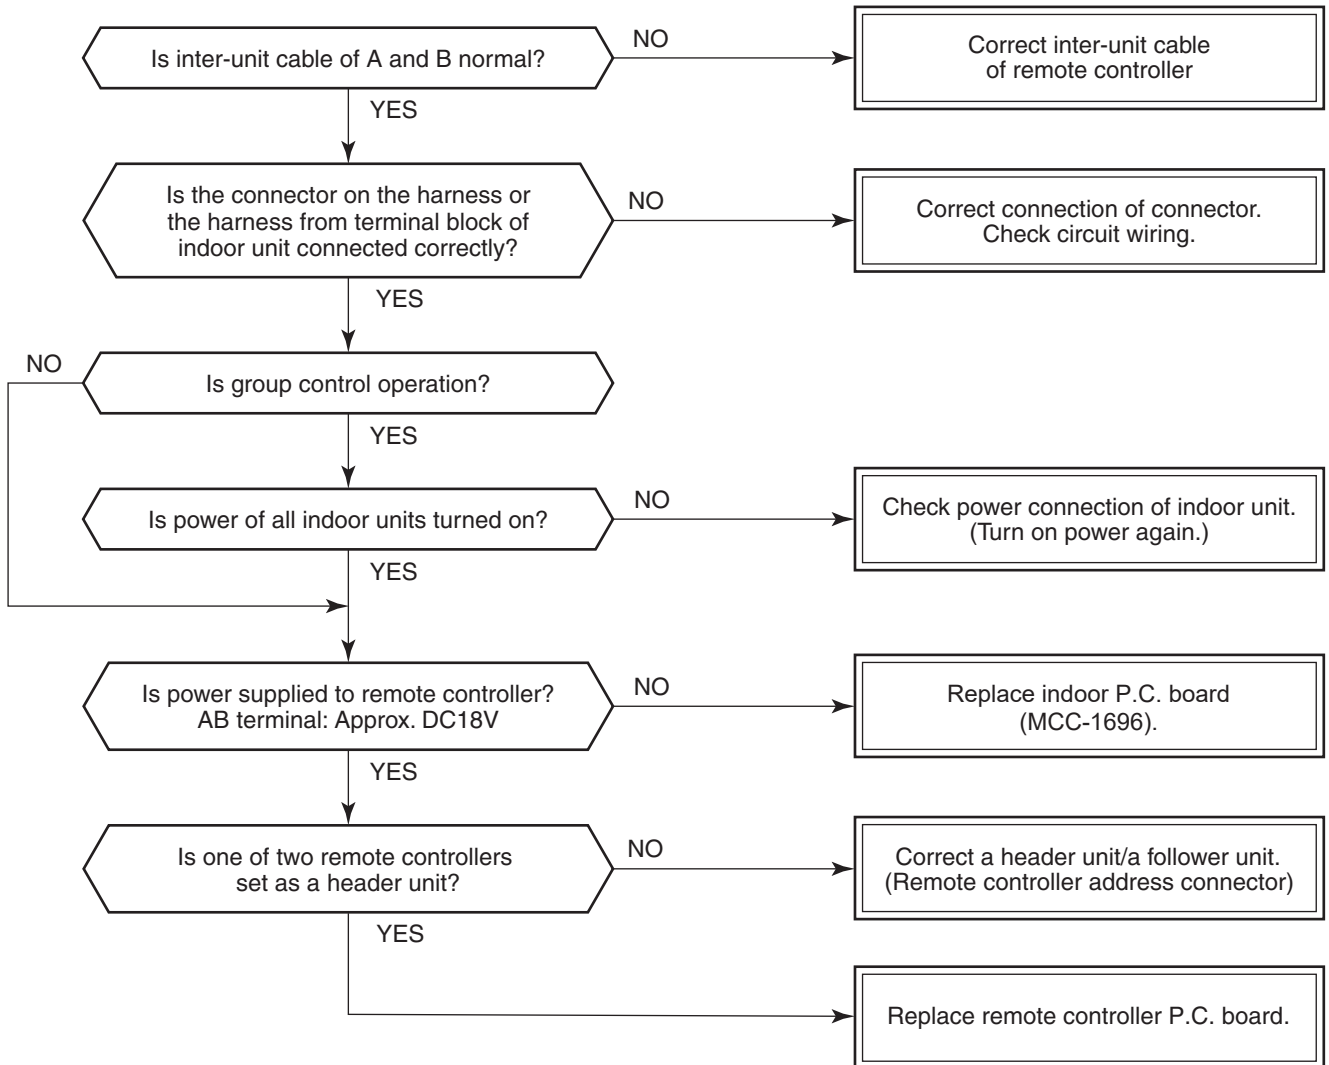 Is inter-unit cable of A and B normal?
NO
Correct inter-unit cable
of remote controller
YES
Is the connector on the harness or
the harness from terminal block of
indoor unit connected correctly?
NO
Correct connection of connector.
Check circuit wiring.
YES
NO
Is group control operation?
YES
Is power of all indoor units turned on?
NO
Check power connection of indoor unit.
(Turn on power again.)
YES
Is power supplied to remote controller?
AB terminal: Approx. DC18V
NO
Replace indoor P.C. board
(MCC-1696).
YES
Is one of two remote controllers
set as a header unit?
NO
Correct a header unit/a follower unit.
(Remote controller address connector)
YES
Replace remote controller P.C. board.